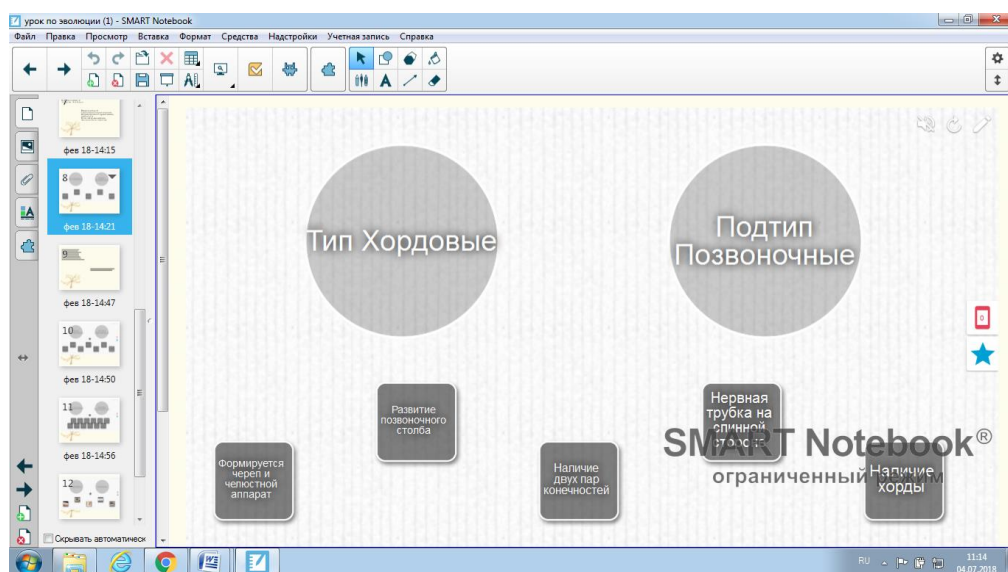 урок по эволюции (1) - SMART Notebook
Файл Правка Просмотр Вставка Формат Средства Надстройки Учетная запись Справка
фев 18-14:15
8
фев 18-14:21
9
фев 18-14:47
10
фев 18-14:50
11
фев 18-14:56
12
Скрывать автоматическ
Тип Хордовые
Подтип
Позвоночные
Формируется
череп и
челюстной
аппарат
Развитие
позвоночного
столба
Наличие
двух пар
конечностей
Нервная
трубка на
спинной
стороне
Наличие
хорды
SMART Notebook®
ограниченный режим
0
RU
11:14
04.07.2018